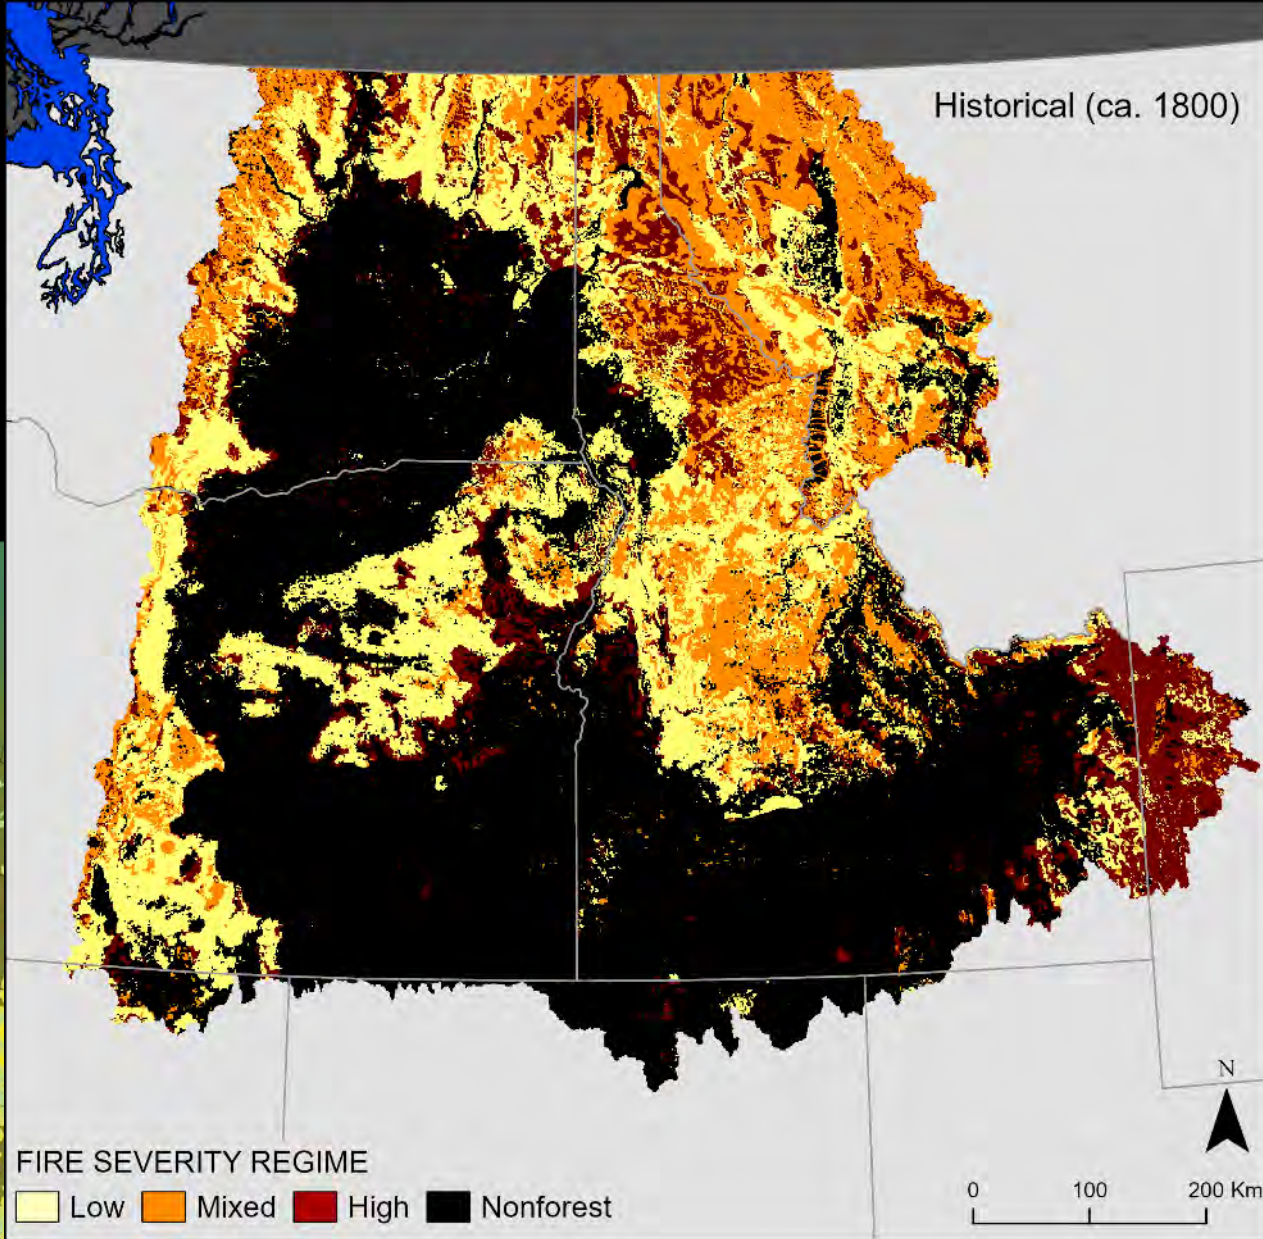 Historical (ca. 1800)
N
FIRE SEVERITY REGIME
Low Mixed High Nonforest
0 100 200 Km